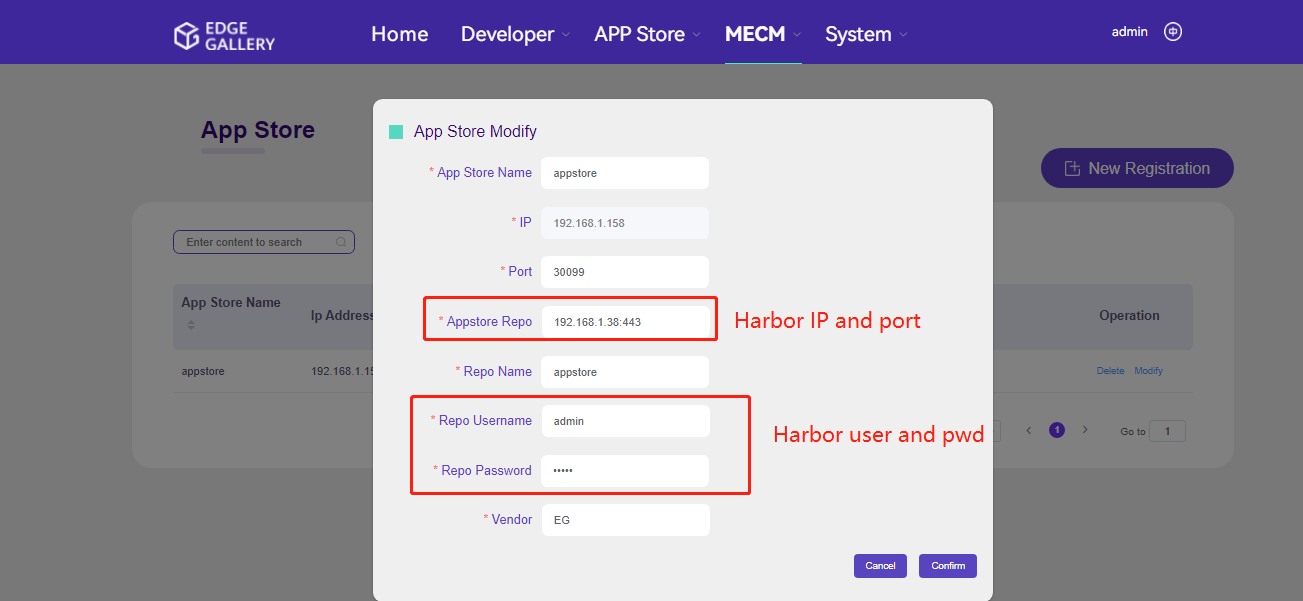 EDGE
GALLERY
Home Developer APP Store MECM System
admin 中
App Store
New Registration
App Store Modify
* App Store Name appstore
* IP 192.168.1.158
* Port 30099
* Appstore Repo 192.168.1.38:443
Harbor IP and port
* Repo Name appstore
* Repo Username admin
Harbor user and pwd
* Repo Password •••••
* Vendor EG
Cancel Confirm
Enter content to search
App Store Name Ip Address Operation
appstore 192.168.1.15 Delete Modify
1 Go to 1